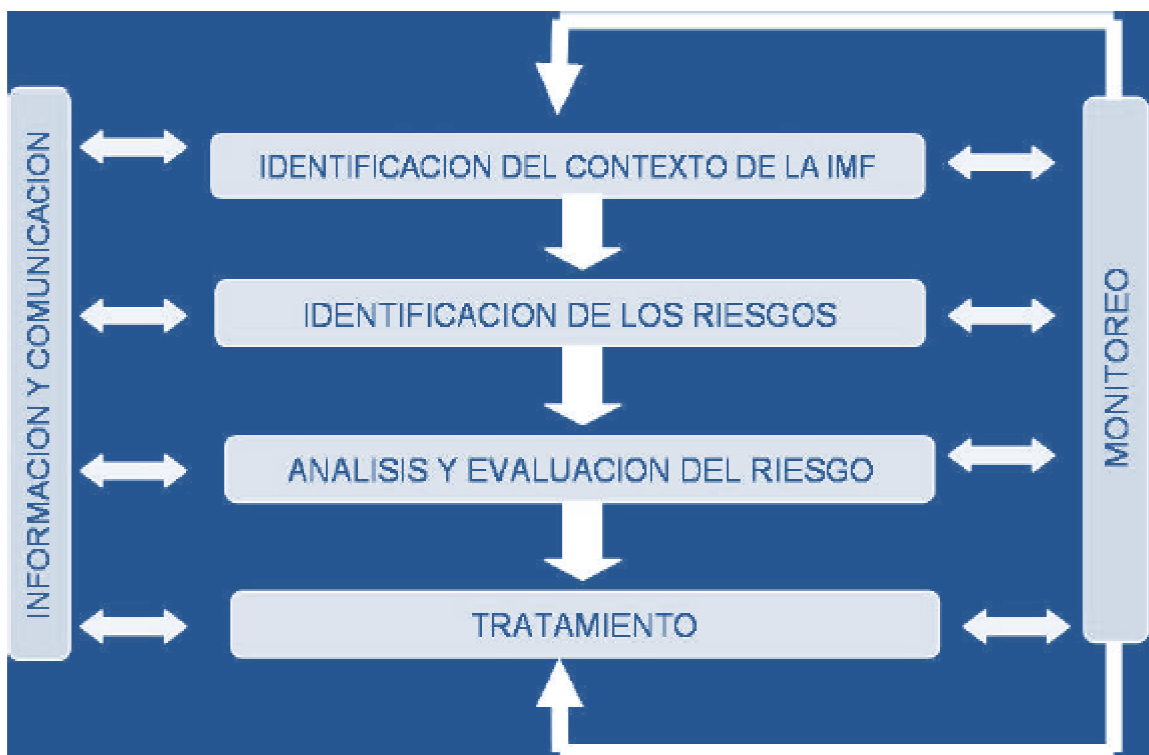 INFORMACION Y COMUNICACION
IDENTIFICACION DEL CONTEXTO DE LA IMF
IDENTIFICACION DE LOS RIESGOS
ANALISIS Y EVALUACION DEL RIESGO
TRATAMIENTO
MONITOREO